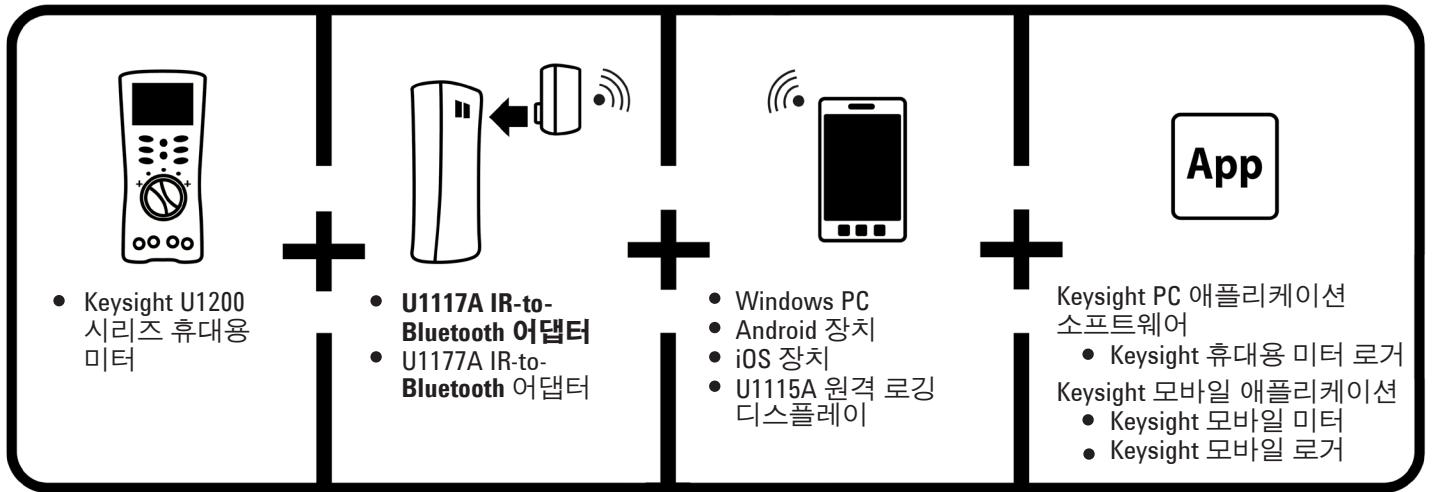 App
Keysight U1200
시리즈 휴대용
미터
U1117A IR-to-
Bluetooth 어댑터
U1177A IR-to-
Bluetooth 어댑터
Windows PC
Android 장치
iOS 장치
U1115A 원격 로깅
디스플레이
Keysight PC 애플리케이션
소프트웨어
Keysight 휴대용 미터 로거
Keysight 모바일 애플리케이션
Keysight 모바일 미터
Keysight 모바일 로거